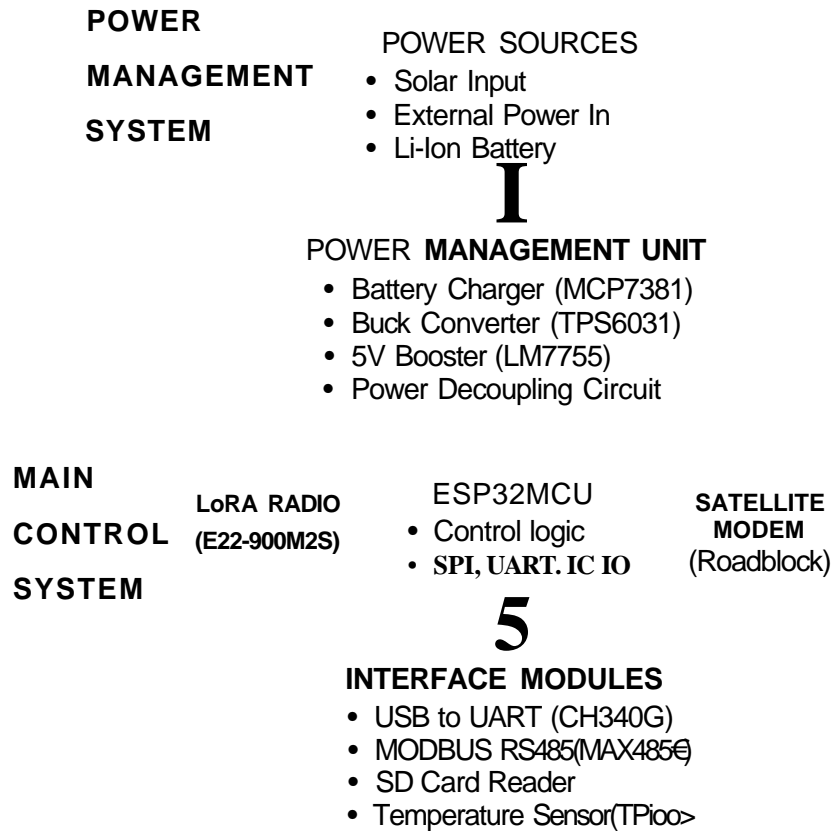 POWER
MANAGEMENT
SYSTEM
POWER SOURCES
• Solar Input
• External Power In
• Li-Ion Battery
I
POWER MANAGEMENT UNIT
• Battery Charger (MCP7381)
• Buck Converter (TPS6031)
• 5V Booster (LM7755)
• Power Decoupling Circuit
MAIN
CONTROL
SYSTEM
LoRA RADIO
(E22-900M2S)
ESP32MCU
• Control logic
• SPI, UART. IC IO
SATELLITE
MODEM
(Roadblock)
5
INTERFACE MODULES
• USB to UART (CH340G)
• MODBUS RS485(MAX485€)
• SD Card Reader
• Temperature Sensor(TPioo>